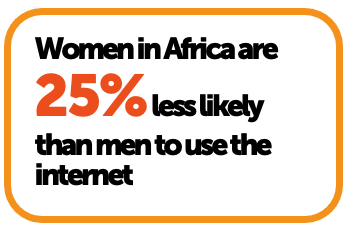 Women in Africa are
25% less likely
than men to use the
internet